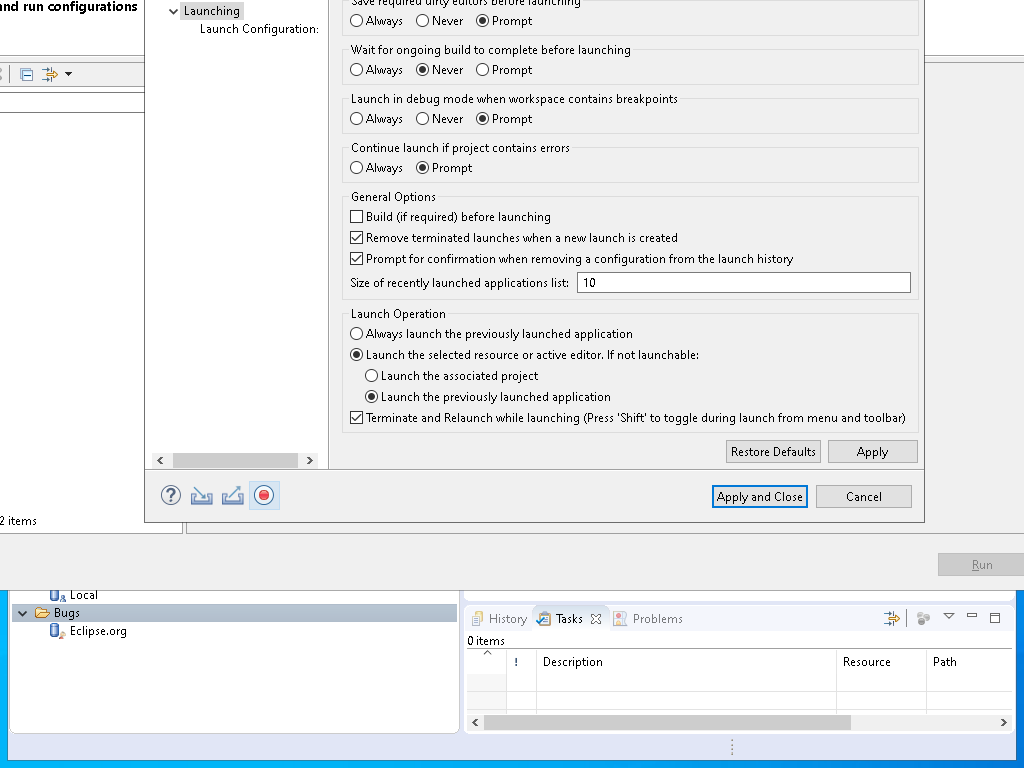 and run configurations
Launching
Launch Configuration:
Save required dirty editors before launching
Always Never Prompt
Wait for ongoing build to complete before launching
Always Never Prompt
Launch in debug mode when workspace contains breakpoints
Always Never Prompt
Continue launch if project contains errors
Always Prompt
General Options
Build (if required) before launching
Remove terminated launches when a new launch is created
Prompt for confirmation when removing a configuration from the launch history
Size of recently launched applications list: 10
Launch Operation
Always launch the previously launched application
Launch the selected resource or active editor. If not launchable:
Launch the associated project
Launch the previously launched application
Terminate and Relaunch while launching (Press 'Shift' to toggle during launch from menu and toolbar)
Restore Defaults Apply
Apply and Close Cancel
2 items
Run
Local
Bugs
Eclipse.org
History Tasks Problems
0 items
! Description Resource Path